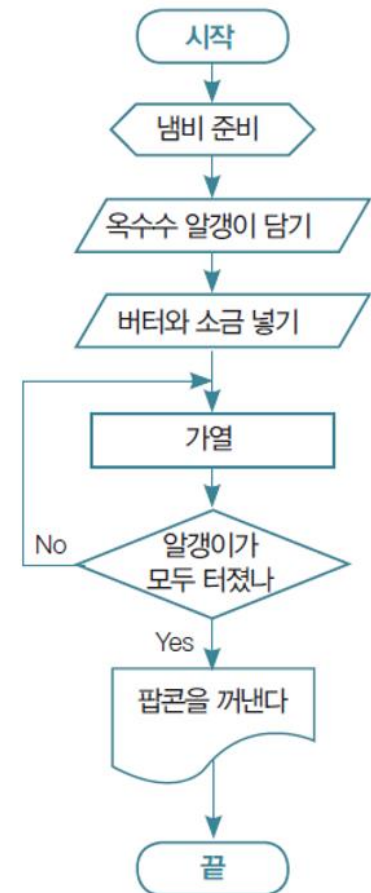 시작
냄비 준비
옥수수 알갱이 담기
버터와 소금 넣기
가열
알갱이가
모두 터졌나
No
Yes
팝콘을 꺼낸다
끝